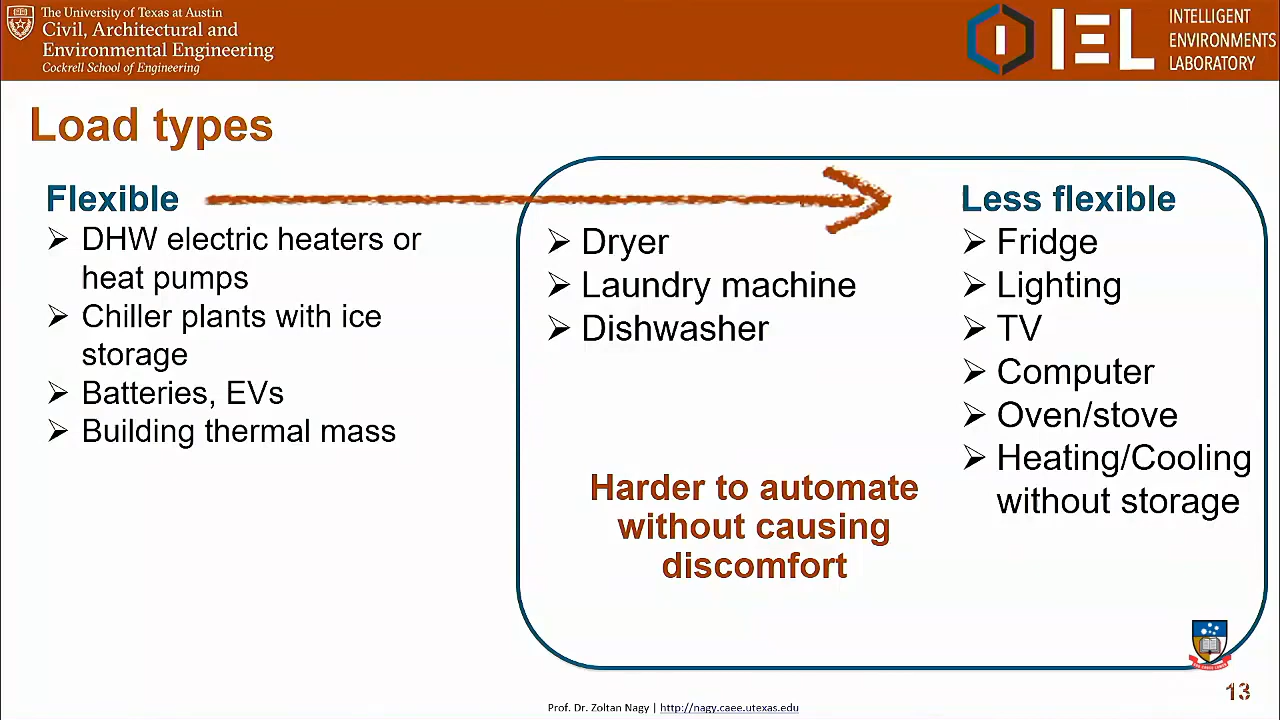 The University of Texas at Austin
Civil, Architectural and
Environmental Engineering
Cockrell School of Engineering
I
IEL
INTELLIGENT
ENVIRONMENTS
LABORATORY
Load types
Flexible
➢ DHW electric heaters or
heat pumps
➢ Chiller plants with ice
storage
➢ Batteries, EVs
➢ Building thermal mass
➢ Dryer
➢ Laundry machine
➢ Dishwasher
Harder to automate
without causing
discomfort
Less flexible
➢ Fridge
➢ Lighting
➢ TV
➢ Computer
➢ Oven/stove
➢ Heating/Cooling
without storage
13
Prof. Dr. Zoltan Nagy | http://nagy.caee.utexas.edu